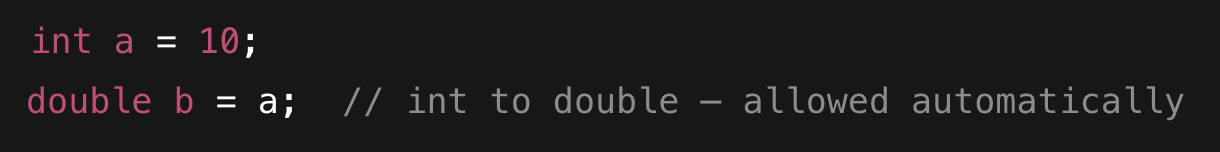 int a = 10;
double b = a;  // int to double – allowed automatically